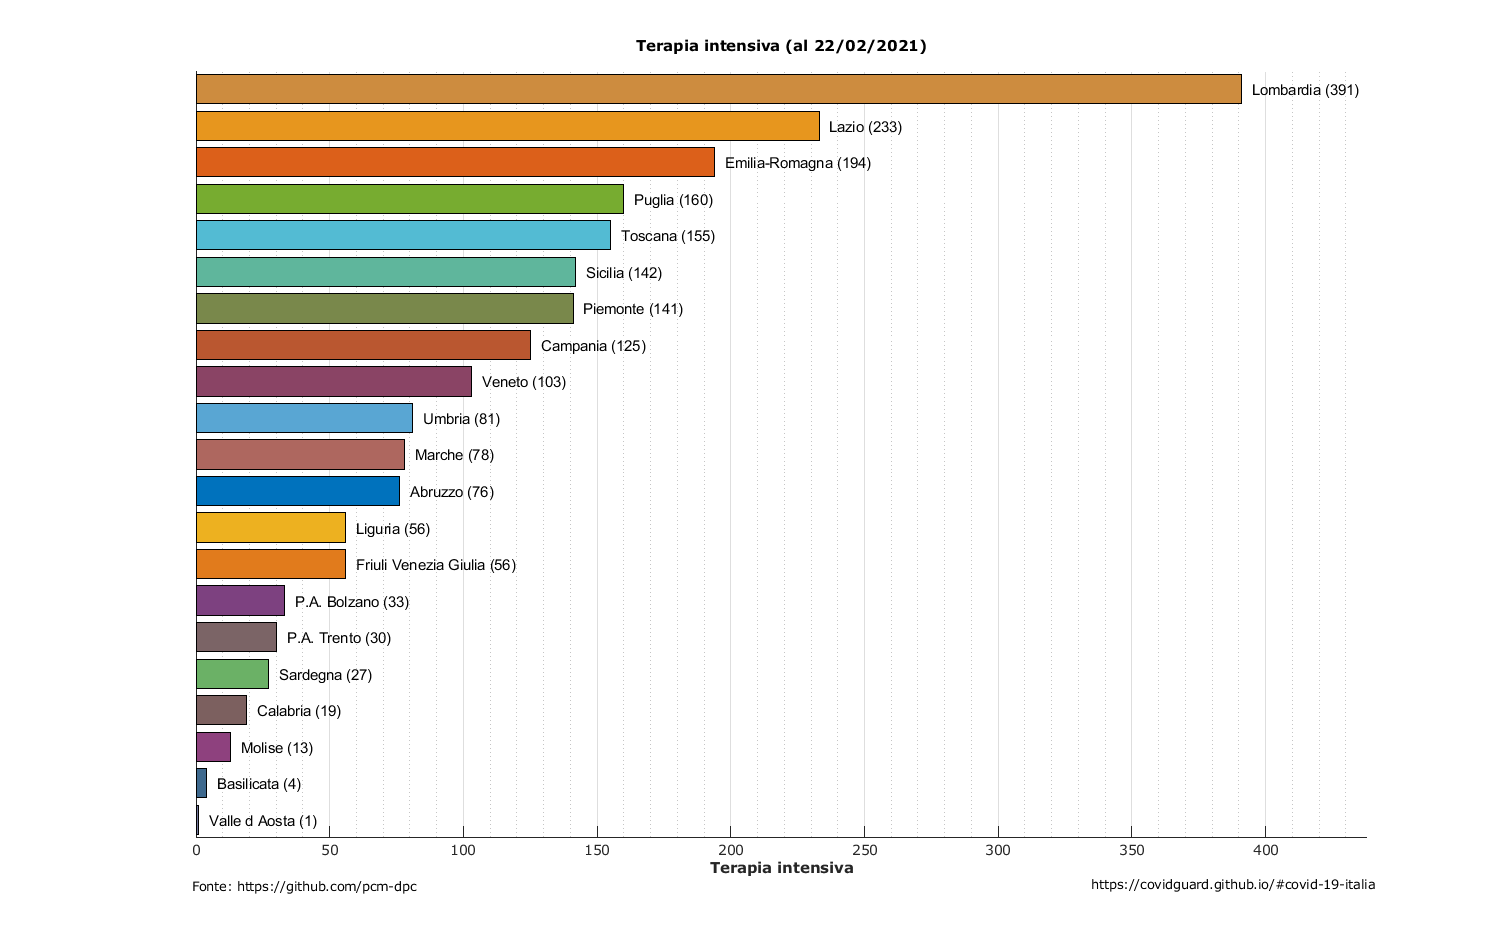 Terapia intensiva (al 22/02/2021)
Lombardia (391)
Lazio (233)
Emilia-Romagna (194)
Puglia (160)
Toscana (155)
Sicilia (142)
Piemonte (141)
Campania (125)
Veneto (103)
Umbria (81)
Marche (78)
Abruzzo (76)
Liguria (56)
Friuli Venezia Giulia (56)
P.A. Bolzano (33)
P.A. Trento (30)
Sardegna (27)
Calabria (19)
Molise (13)
Basilicata (4)
Valle d Aosta (1)
0 50 100 150 200 250 300 350 400
Terapia intensiva
Fonte: https://github.com/pcm-dpc
https://covidguard.github.io/#covid-19-italia